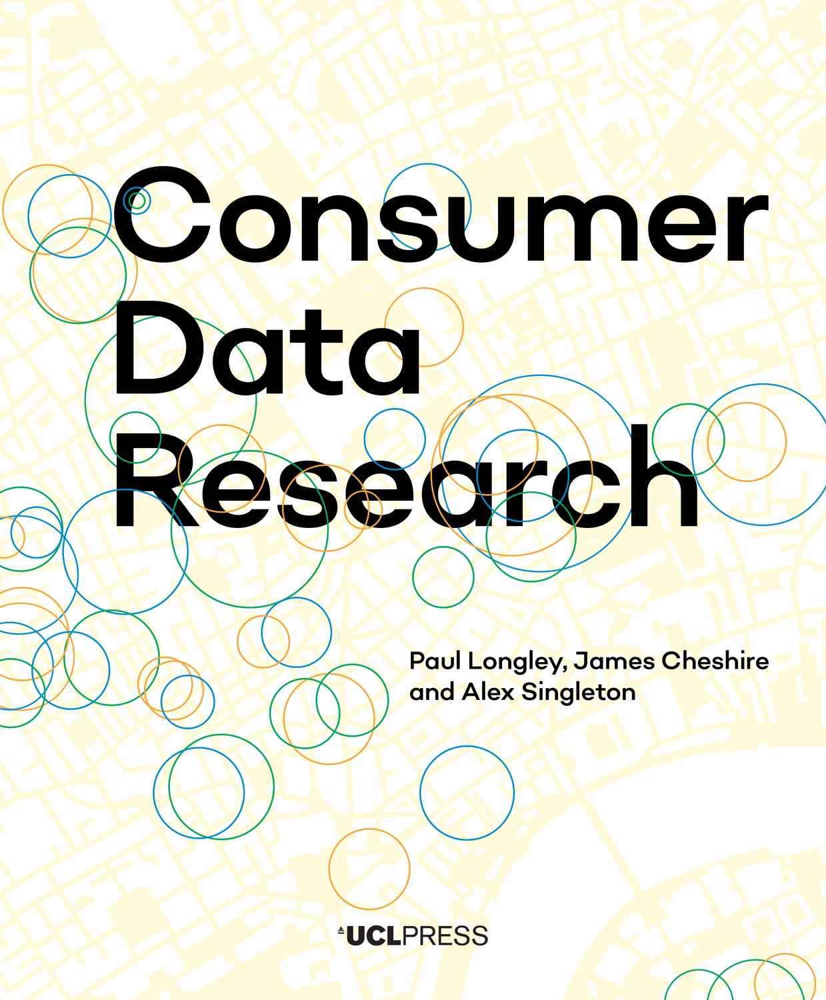 Consumer
Data
Research
Paul Longley, James Cheshire
and Alex Singleton
UCLPRESS